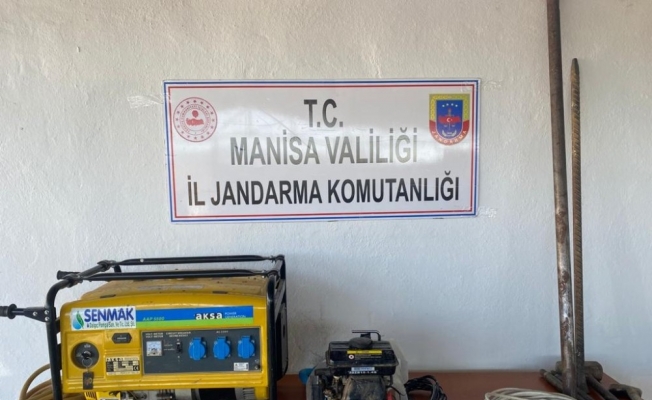 T.C.
MANİSA VALİLİĞİ
İL JANDARMA KOMUTANLIĞI
SENMAK
aksa